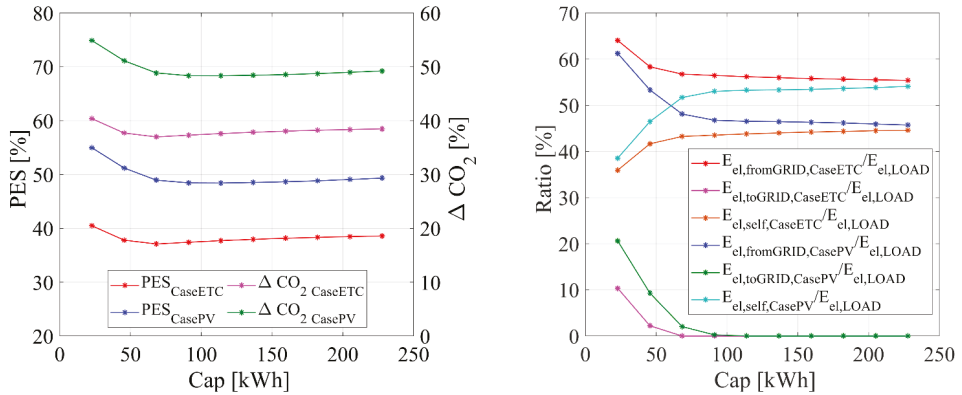 80
70
60
50
40
30
20
PES [%]
60
50
40
30
20
10
0
Δ CO2 [%]
PES CaseETC
PES CasePV
Δ CO2 CaseETC
Δ CO2 CasePV
0 50 100 150 200 250
Cap [kWh]
70
60
50
40
30
20
10
0
Ratio [%]
Eel,fromGRID,CaseETC/Eel,LOAD
Eel,toGRID,CaseETC/Eel,LOAD
Eel,self,CaseETC/Eel,LOAD
Eel,fromGRID,CasePV/Eel,LOAD
Eel,toGRID,CasePV/Eel,LOAD
Eel,self,CasePV/Eel,LOAD
0 50 100 150 200 250
Cap [kWh]